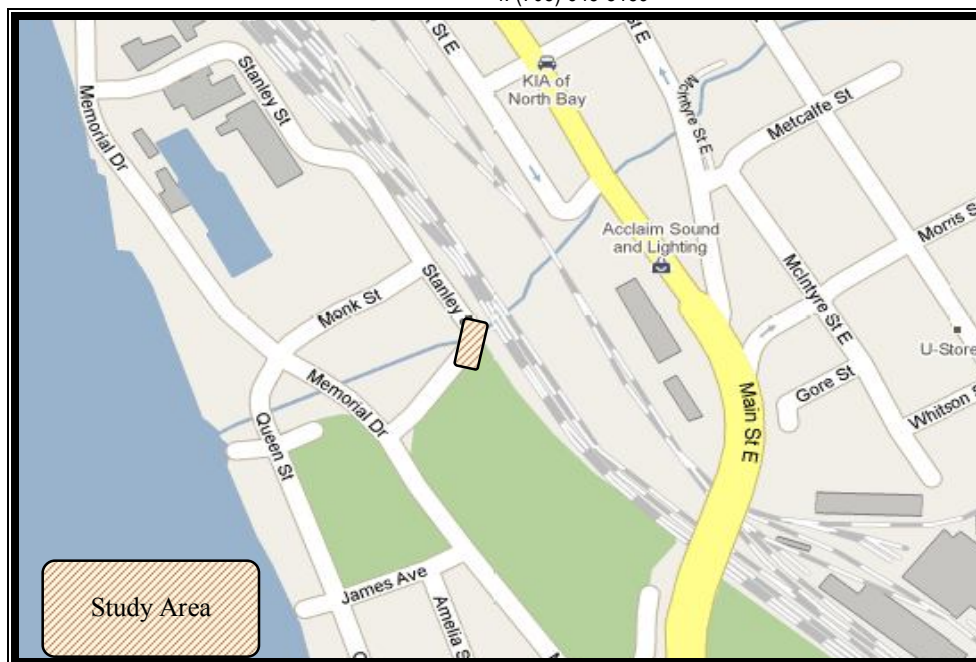 St E
KIA of
North Bay
Stanley St
Memorial Dr
McIntyre St E
Metcalfe St
Acclaim Sound
and Lighting
Morris S
Stanley
McIntyre St E
Monk St
U-Store
Memorial Dr
Gore St
Main St E
Whitson S
Queen St
James Ave
Amelia S
Study Area